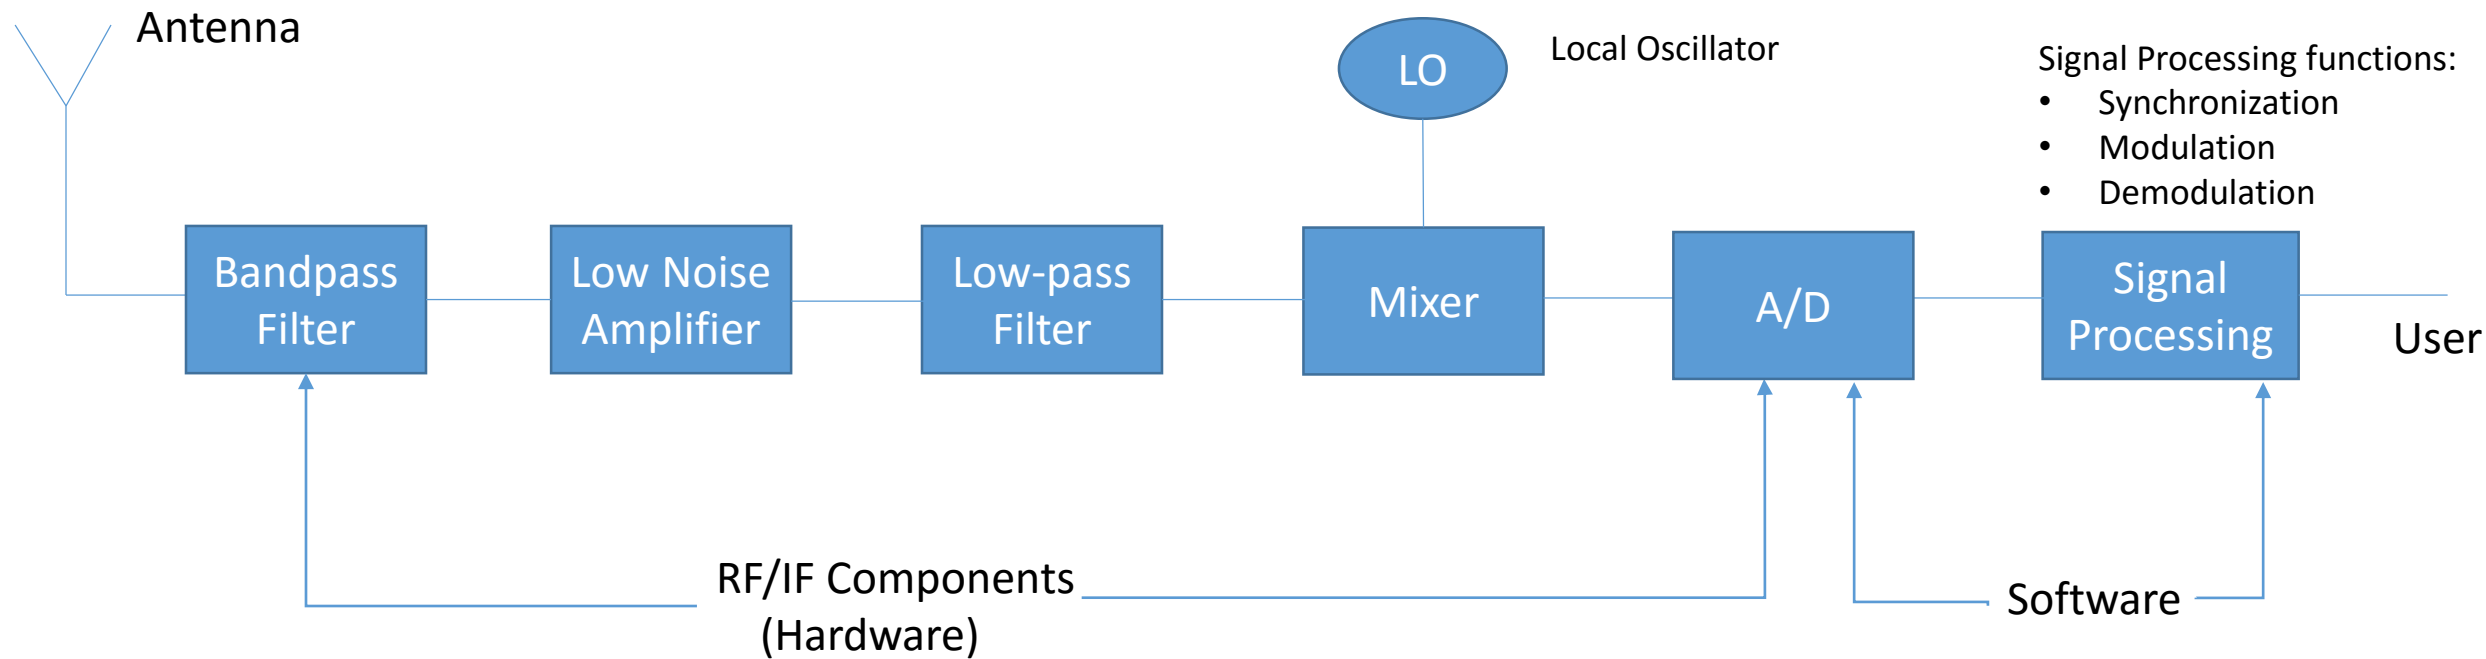 Antenna
LO
Local Oscillator
Signal Processing functions:
• Synchronization
• Modulation
• Demodulation
Bandpass
Filter
Low Noise
Amplifier
Low-pass
Filter
Mixer
A/D
Signal
Processing
User
RF/IF Components
(Hardware)
Software